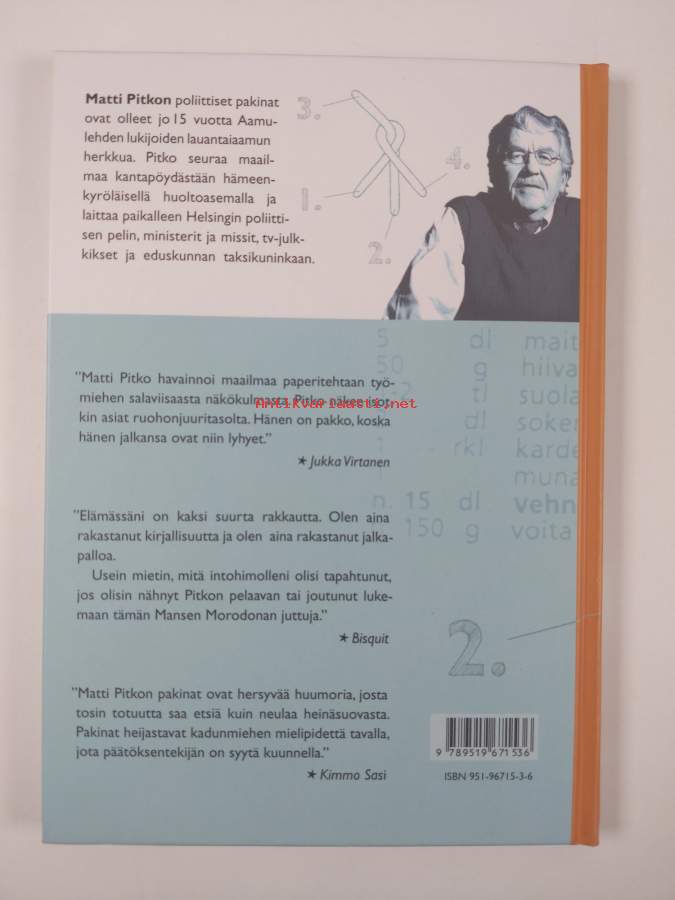 Matti Pitkon poliittiset pakinat
ovat olleet jo 15 vuotta Aamu-
lehden lukijoiden lauantaiaamun
herkkua. Pitko seuraa maail-
maa kantapöydästään hämeen-
kyröläisellä huoltoasemalla ja
laittaa paikalleen Helsingin poliitti-
sen pelin, ministerit ja missit, tv-julk-
kikset ja eduskunnan taksikuninkaan.
3.
4.
1.
2.
5 dl mait
50 g hiiva
-2 tl suola
dl soker
1 rkl karde
muna
n. 15 dl vehn
150 g voita
"Matti Pitko havainnoi maailmaa paperitehtaan työ-
miehen salaviisaasta näkökulmasta. Pitko näkee isot-
kin asiat ruohonjuuritasolta. Hänen on pakko, koska
hänen jalkansa ovat niin lyhyet."
★ Jukka Virtanen
Antikvariaatti.net
"Elämässäni on kaksi suurta rakkautta. Olen aina
rakastanut kirjallisuutta ja olen aina rakastanut jalka-
palloa.
Usein mietin, mitä intohimolleni olisi tapahtunut,
jos olisin nähnyt Pitkon pelaavan tai joutunut luke-
maan tämän Mansen Morodonan juttuja."
★ Bisquit
2.
"Matti Pitkon pakinat ovat hersyvää huumoria, josta
tosin totuutta saa etsiä kuin neulaa heinäsuovasta.
Pakinat heijastavat kadunmiehen mielipidettä tavalla,
jota päätöksentekijän on syytä kuunnella."
★ Kimmo Sasi
9 789519 671536
ISBN 951-96715-3-6